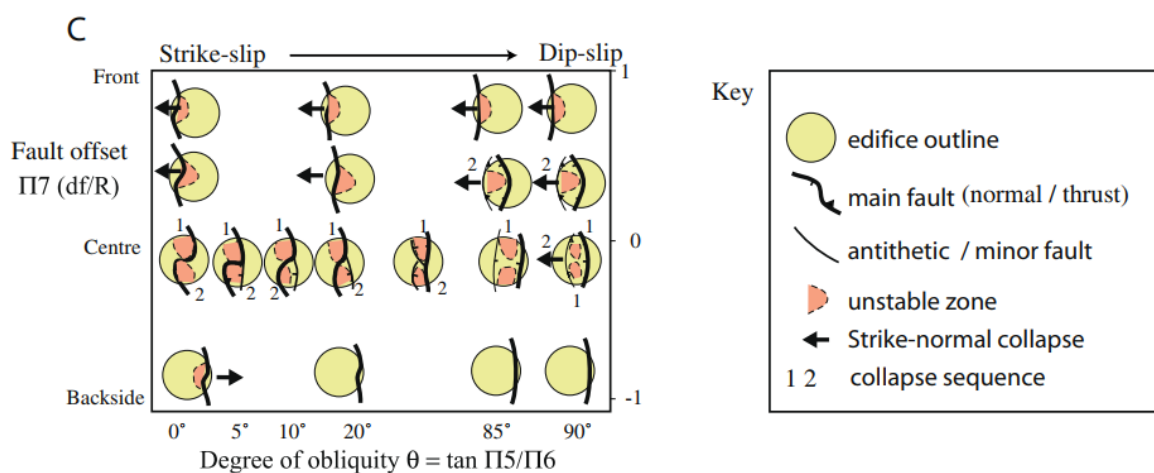 C
Strike-slip
Dip-slip
Front
1
Fault offset
Π7 (df/R)
2
2
1
1
1
1
1
1
2
1
Centre
0
2
2
2
2
2
1
Backside
-1
0˚
5˚
10˚
20˚
85˚
90˚
Degree of obliquity θ = tan Π5/Π6
Key
edifice outline
main fault (normal / thrust)
antithetic / minor fault
unstable zone
Strike-normal collapse
1 2 collapse sequence